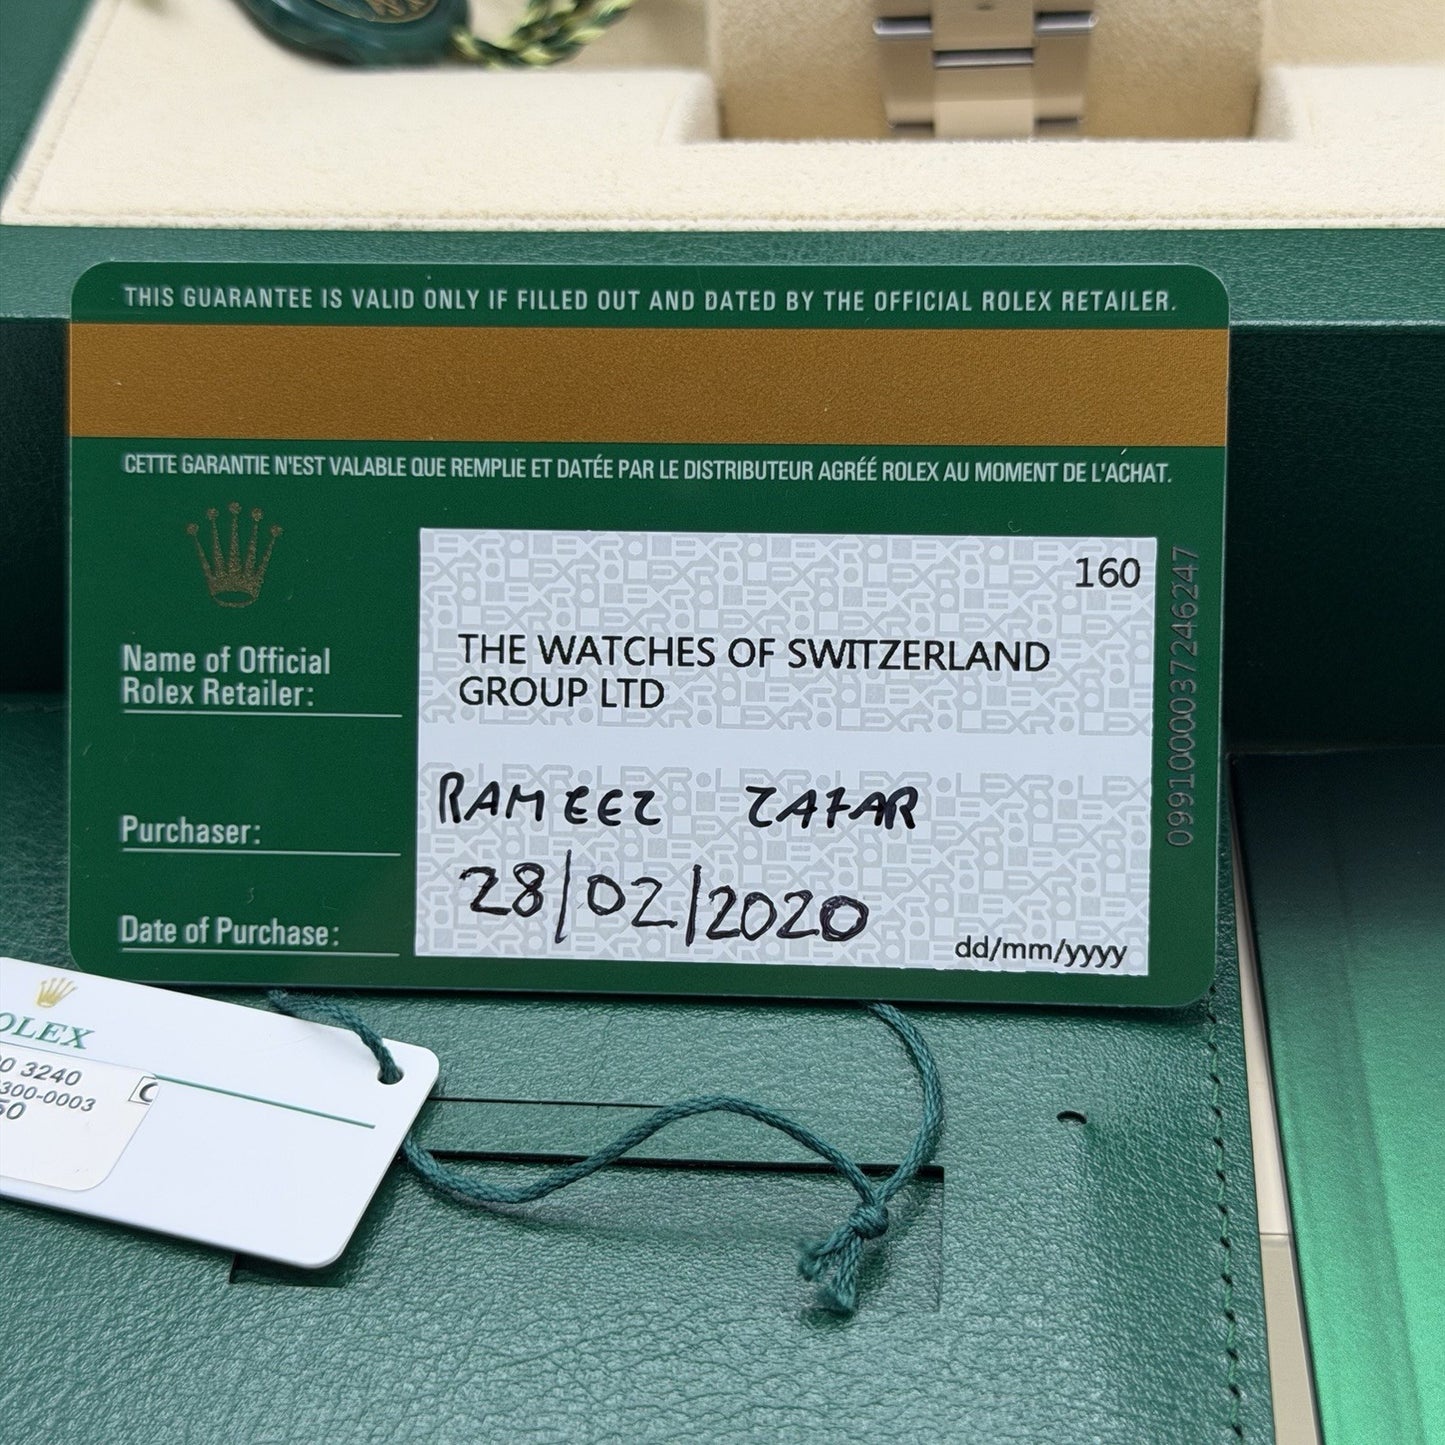 THIS GUARANTEE IS VALID ONLY IF FILLED OUT AND DATED BY THE OFFICIAL ROLEX RETAILER.
CETTE GARANTIE N'EST VALABLE QUE REMPLIE ET DATÉE PAR LE DISTRIBUTEUR AGRÉÉ ROLEX AU MOMENT DE L'ACHAT.
160
Name of Official
Rolex Retailer:
THE WATCHES OF SWITZERLAND
GROUP LTD
Purchaser:
RAMEEZ ZAFAR
Date of Purchase:
28/02/2020
dd/mm/yyyy
0991000037246247
OLEX
0 3240
300-0003
50